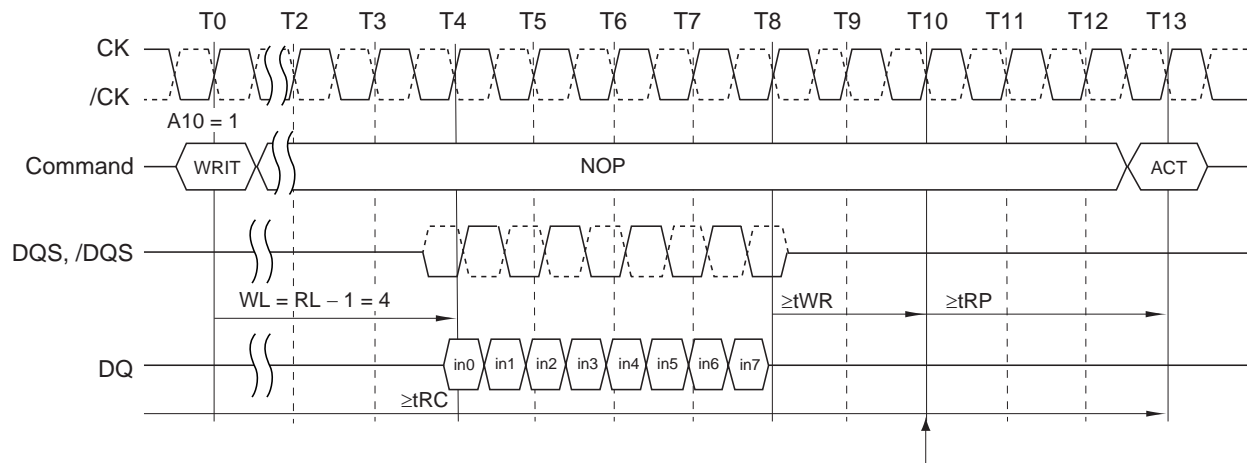 T0 T2 T3 T4 T5 T6 T7 T8 T9 T10 T11 T12 T13
CK
/CK
A10 = 1
Command WRIT NOP ACT
DQS, /DQS
WL = RL − 1 = 4 ≥tWR ≥tRP
DQ in0 in1 in2 in3 in4 in5 in6 in7
≥tRC